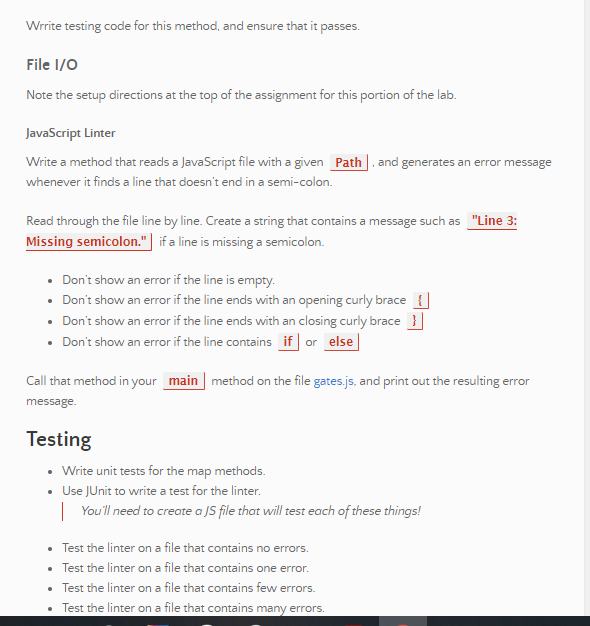 Wrrite testing code for this method, and ensure that it passes.
File I/O
Note the setup directions at the top of the assignment for this portion of the lab.
JavaScript Linter
Write a method that reads a JavaScript file with a given Path , and generates an error message
whenever it finds a line that doesn't end in a semi-colon.
Read through the file line by line. Create a string that contains a message such as "Line 3:
Missing semicolon." if a line is missing a semicolon.
• Don't show an error if the line is empty.
• Don't show an error if the line ends with an opening curly brace {
• Don't show an error if the line ends with an closing curly brace }
• Don't show an error if the line contains if or else
Call that method in your main method on the file gates.js, and print out the resulting error
message.
Testing
• Write unit tests for the map methods.
• Use JUnit to write a test for the linter.
You'll need to create a JS file that will test each of these things!
• Test the linter on a file that contains no errors.
• Test the linter on a file that contains one error.
• Test the linter on a file that contains few errors.
• Test the linter on a file that contains many errors.